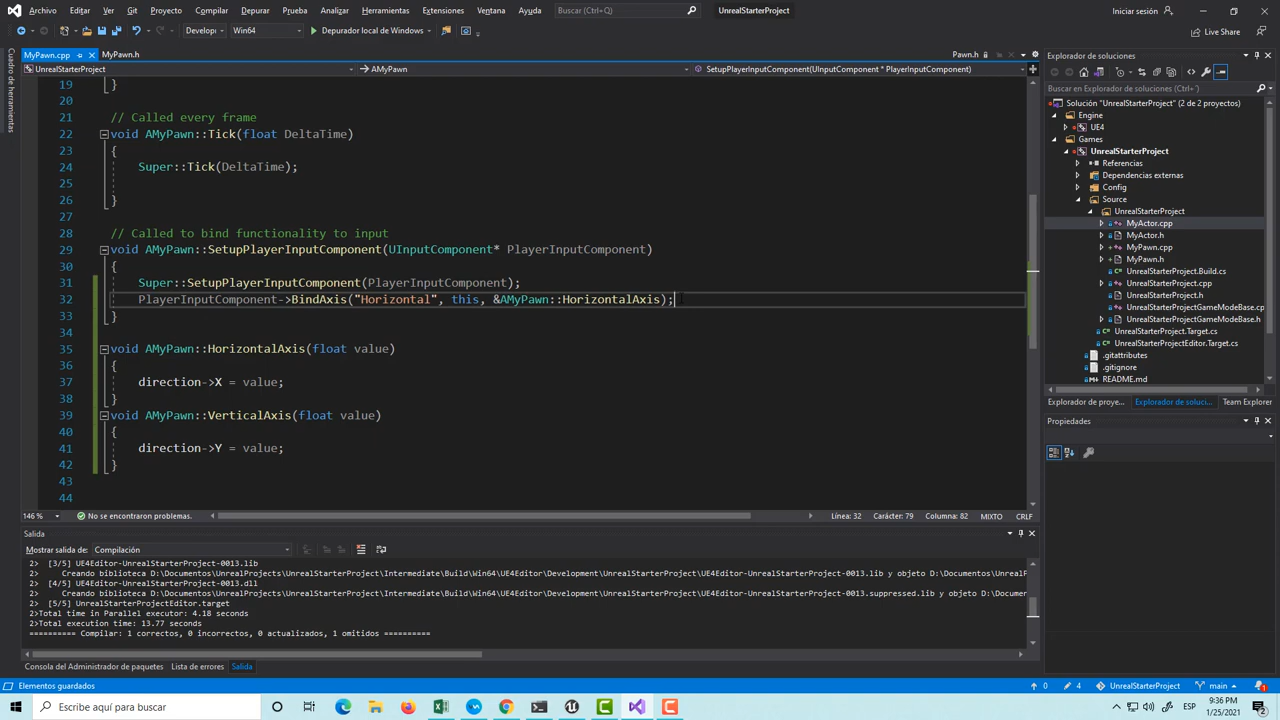 Archivo Editar Ver Git Proyecto Compilar Depurar Prueba Analizar Herramientas Extensiones Ventana Ayuda Buscar (Ctrl+Q) UnrealStarterProject Iniciar sesión
Develop Win64 Depurador local de Windows Live Share
MyPawn.cpp MyPawn.h Pawn.h
UnrealStarterProject AMyPawn SetupPlayerInputComponent(UInputComponent * PlayerInputComponent)
Cuadro de herramientas
19 }
20
21 // Called every frame
22 void AMyPawn::Tick(float DeltaTime)
23 {
24 Super::Tick(DeltaTime);
25
26 }
27
28 // Called to bind functionality to input
29 void AMyPawn::SetupPlayerInputComponent(UInputComponent* PlayerInputComponent)
30 {
31 Super::SetupPlayerInputComponent(PlayerInputComponent);
32 PlayerInputComponent->BindAxis("Horizontal", this, &AMyPawn::HorizontalAxis);
33 }
34
35 void AMyPawn::HorizontalAxis(float value)
36 {
37 direction->X = value;
38 }
39 void AMyPawn::VerticalAxis(float value)
40 {
41 direction->Y = value;
42 }
43
44
146 % No se encontraron problemas. Línea: 32 Carácter: 79 Columna: 82 MIXTO CRLF
Salida
Mostrar salida de: Compilación
2> [3/5] UE4Editor-UnrealStarterProject-0013.lib
2> Creando biblioteca D:\Documentos\UnrealProjects\UnrealStarterProject\Intermediate\Build\Win64\UE4Editor\Development\UnrealStarterProject\UE4Editor-UnrealStarterProject-0013.lib y objeto D:\Documentos\UnrealPro
2> [4/5] UE4Editor-UnrealStarterProject-0013.dll
2> Creando biblioteca D:\Documentos\UnrealProjects\UnrealStarterProject\Intermediate\Build\Win64\UE4Editor\Development\UnrealStarterProject\UE4Editor-UnrealStarterProject-0013.suppressed.lib y objeto D:\Documen
2> [5/5] UnrealStarterProjectEditor.target
2>Total time in Parallel executor: 4.18 seconds
2>Total execution time: 13.77 seconds
========== Compilar: 1 correctos, 0 incorrectos, 0 actualizados, 1 omitidos ==========
Consola del Administrador de paquetes Lista de errores Salida
Explorador de soluciones
Buscar en Explorador de soluciones (Ctrl+')
Solución "UnrealStarterProject" (2 de 2 proyectos)
Engine
UE4
Games
UnrealStarterProject
Referencias
Dependencias externas
Config
Source
UnrealStarterProject
MyActor.cpp
MyActor.h
MyPawn.cpp
MyPawn.h
UnrealStarterProject.Build.cs
UnrealStarterProject.cpp
UnrealStarterProject.h
UnrealStarterProjectGameModeBase.c
UnrealStarterProjectGameModeBase.h
UnrealStarterProject.Target.cs
UnrealStarterProjectEditor.Target.cs
.gitattributes
.gitignore
README.md
Explorador de proye... Explorador de soluci... Team Explorer
Propiedades
Elementos guardados 0 4 UnrealStarterProject main 1
Escribe aquí para buscar ESP 9:36 PM
1/25/2021 2